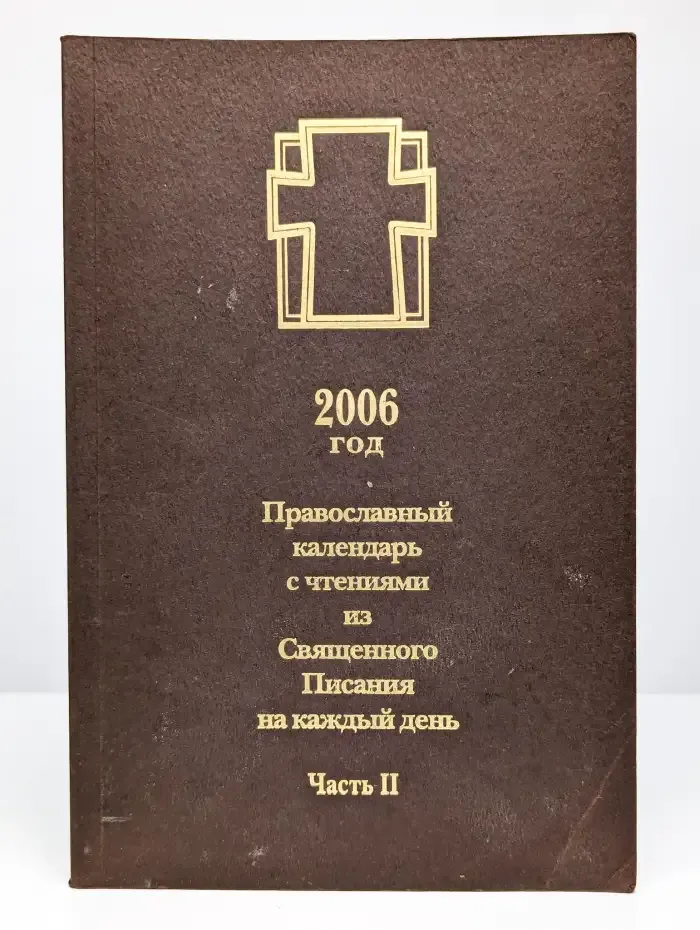 2006
год
Православный
календарь
с чтениями
из
Священного
Писания
на каждый день
Часть II